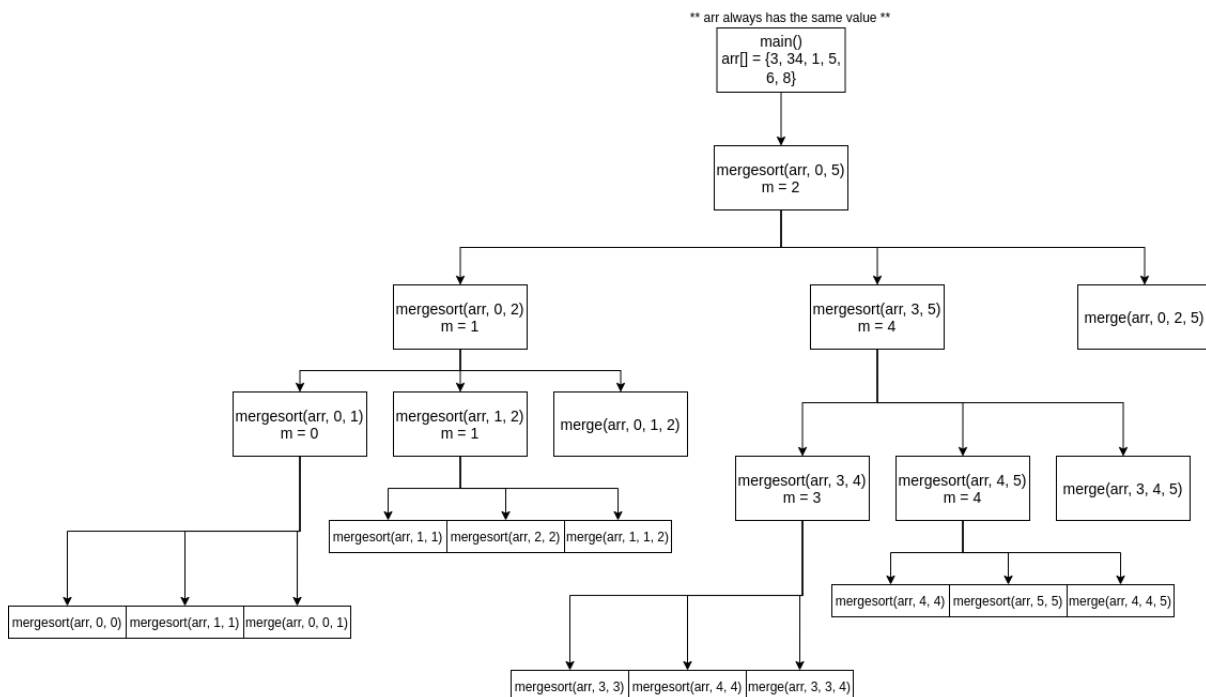 ** arr always has the same value **
main()
arr[] = {3, 34, 1, 5,
6, 8}
mergesort(arr, 0, 5)
m = 2
mergesort(arr, 0, 2)
m = 1
mergesort(arr, 3, 5)
m = 4
merge(arr, 0, 2, 5)
mergesort(arr, 0, 1)
m = 0
mergesort(arr, 1, 2)
m = 1
merge(arr, 0, 1, 2)
mergesort(arr, 3, 4)
m = 3
mergesort(arr, 4, 5)
m = 4
merge(arr, 3, 4, 5)
mergesort(arr, 1, 1)
mergesort(arr, 2, 2)
merge(arr, 1, 1, 2)
mergesort(arr, 4, 4)
mergesort(arr, 5, 5)
merge(arr, 4, 4, 5)
mergesort(arr, 0, 0)
mergesort(arr, 1, 1)
merge(arr, 0, 0, 1)
mergesort(arr, 3, 3)
mergesort(arr, 4, 4)
merge(arr, 3, 3, 4)